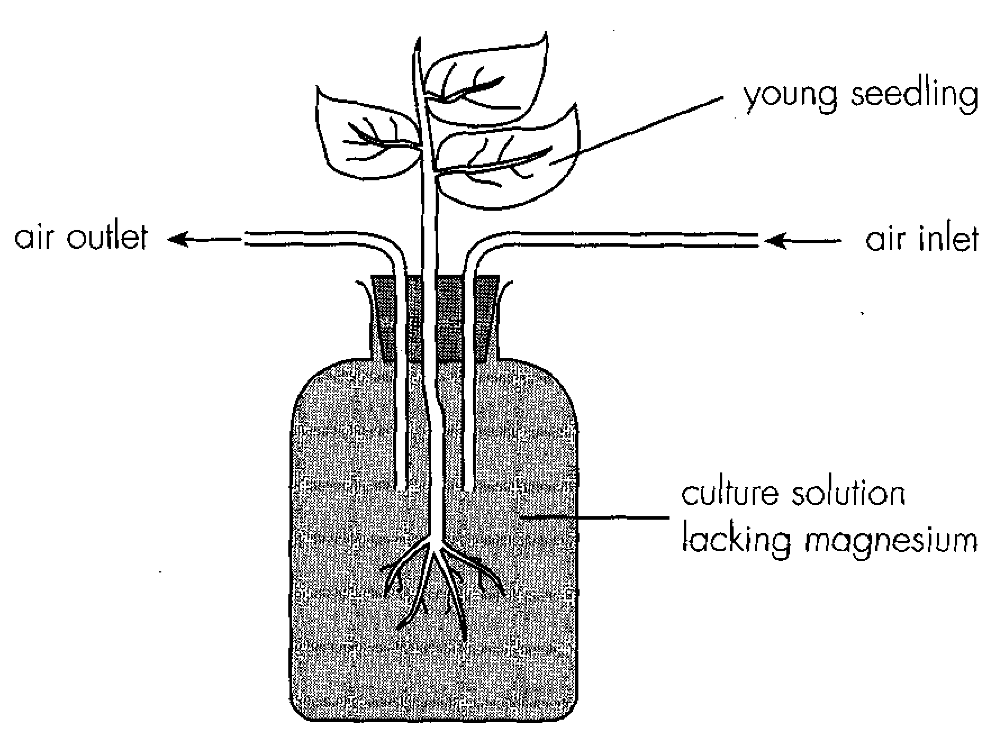 young seedling
air outlet
air inlet
culture solution
lacking magnesium